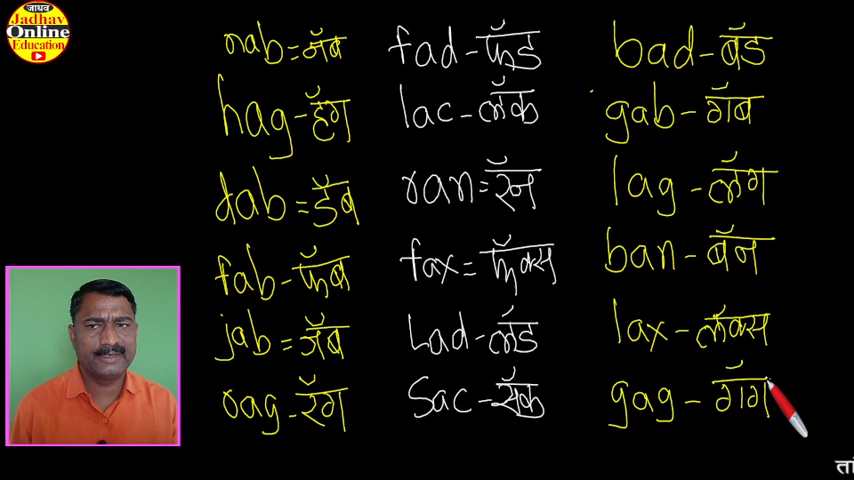 जाधव
Jadhav
Online
Education
nab=नॅब fad-फॅड bad-बॅड
hag-हॅग lac-लॅक gab-गॅब
dab=डॅब ran=रॅन lag-लॅग
fab-फॅब fax=फॅक्स ban-बॅन
jab=जॅब Lad-लॅड lax-लॅक्स
rag-रॅग Sac-सॅक gag-गॅग
तां